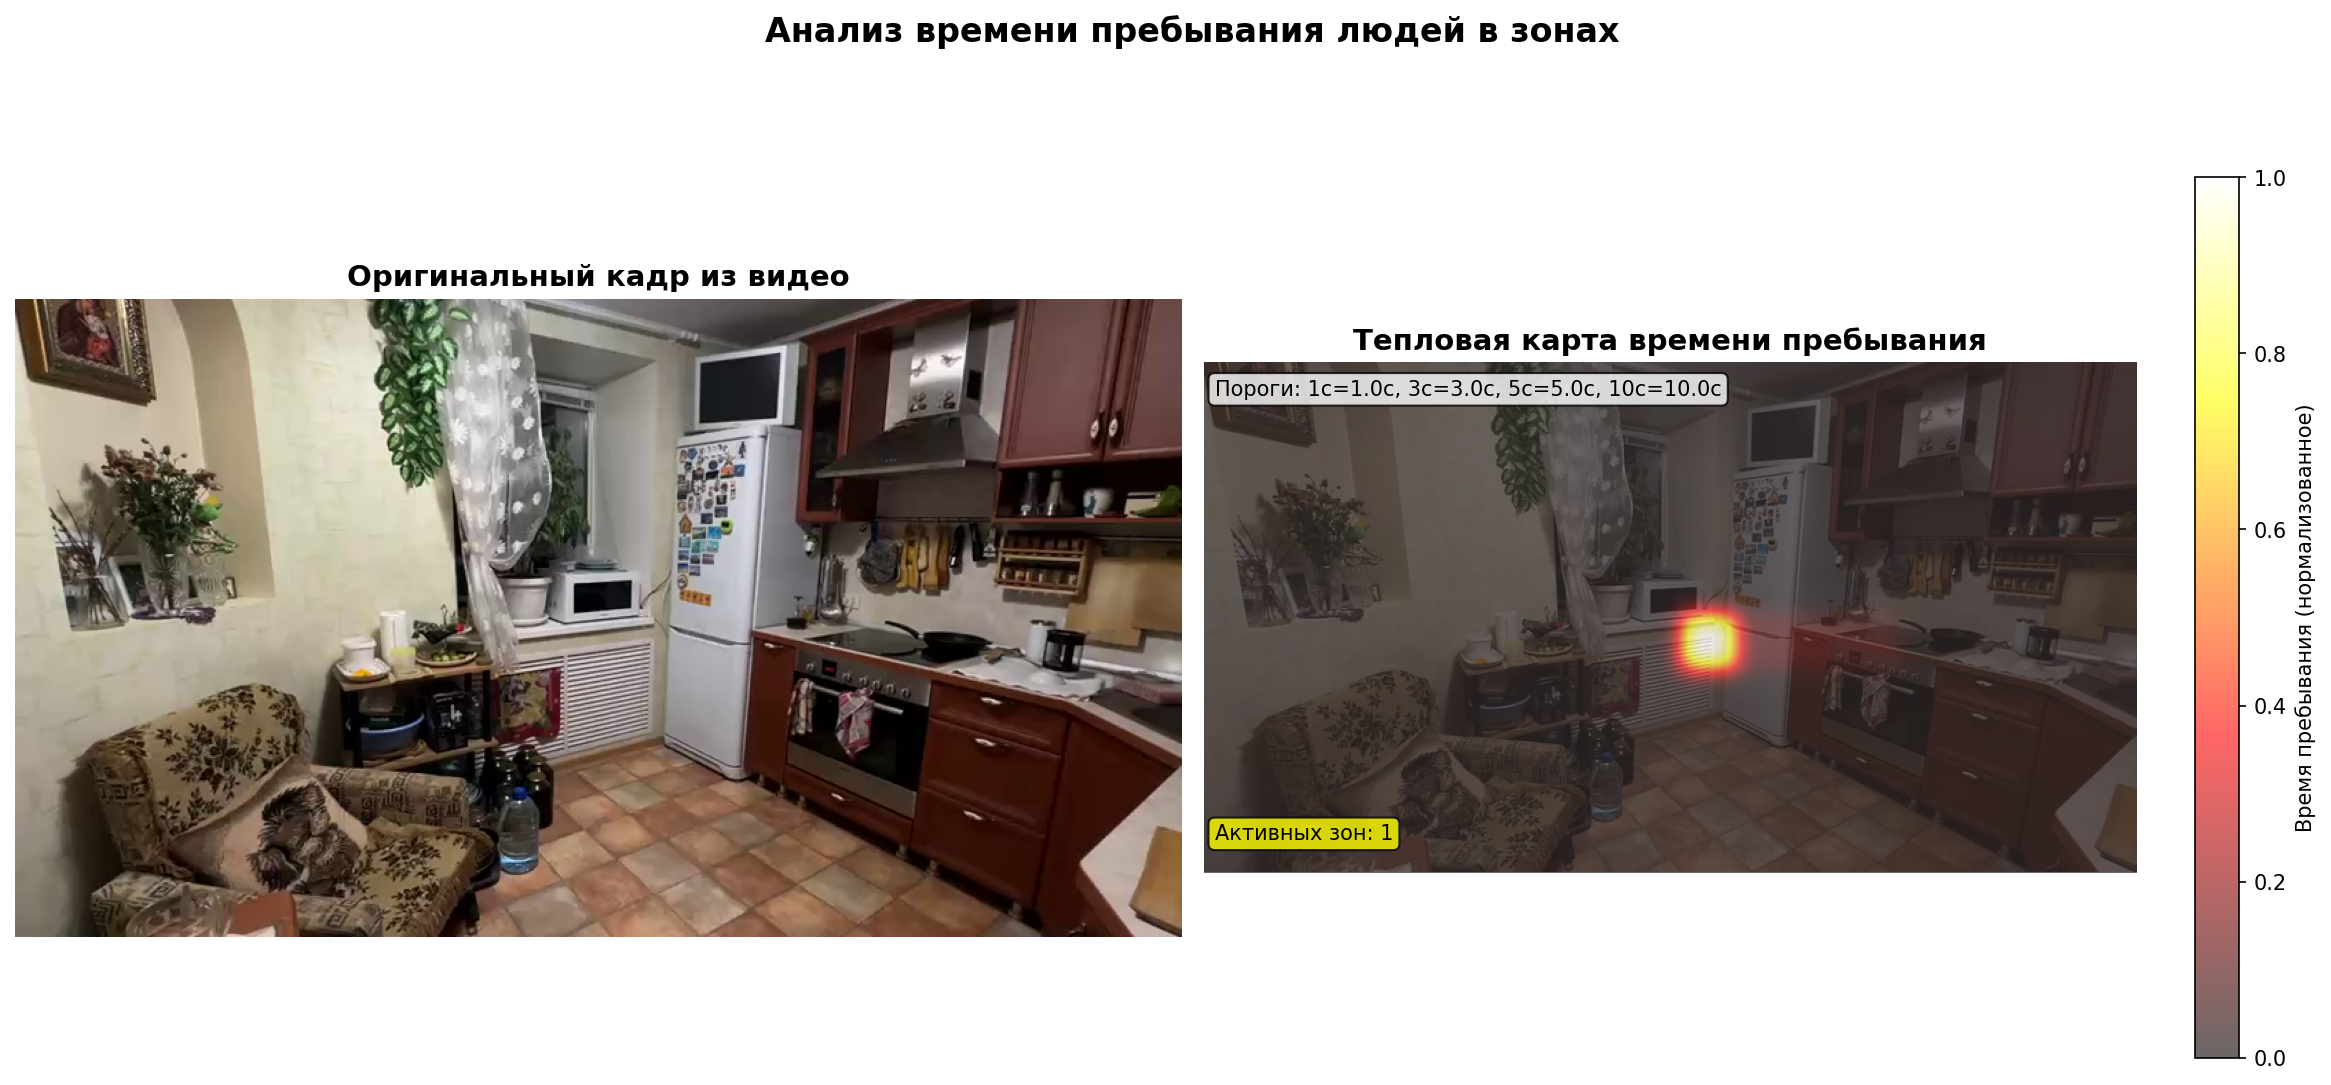 Анализ времени пребывания людей в зонах
Оригинальный кадр из видео
Тепловая карта времени пребывания
Пороги: 1с=1.0с, 3с=3.0с, 5с=5.0с, 10с=10.0с
Активных зон: 1
1.0
0.8
0.6
0.4
0.2
0.0
Время пребывания (нормализованное)